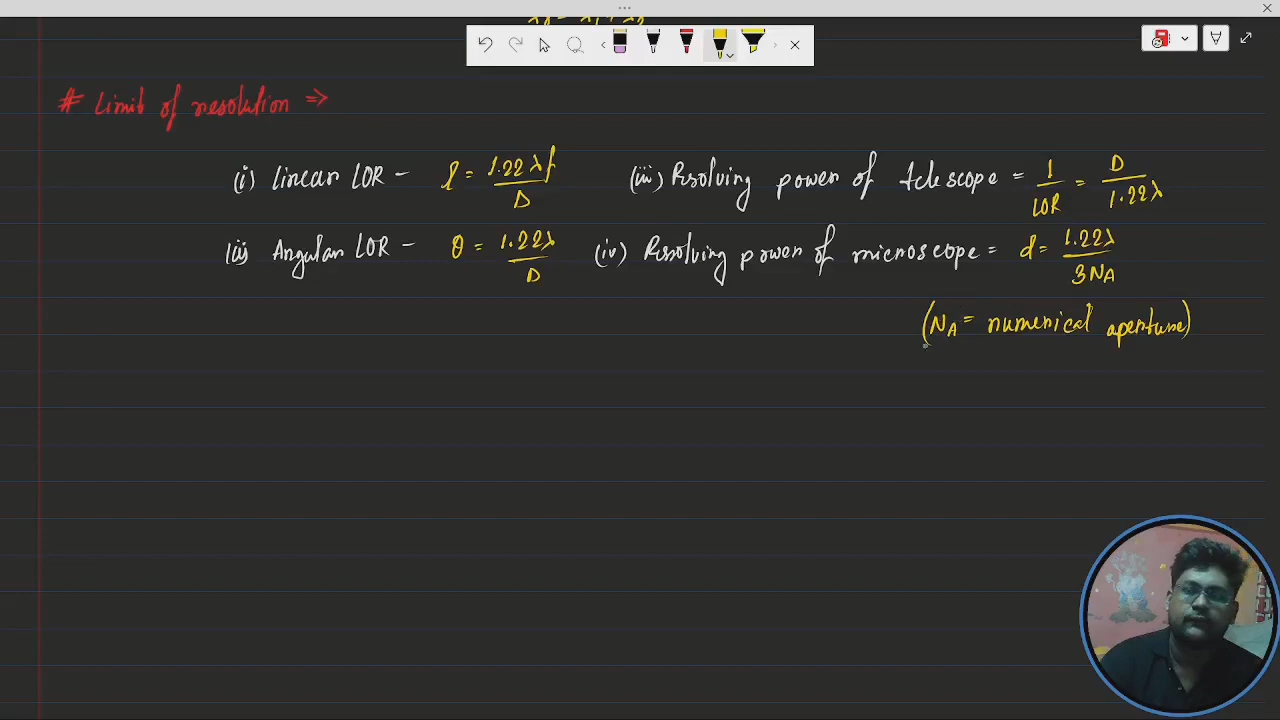 # Limit of resolution ⇒
(i) Linear LOR - l = 1.22λf/D
(iii) Resolving power of telescope = 1/LOR = D/1.22λ
(ii) Angular LOR - θ = 1.22λ/D
(iv) Resolving power of microscope = d = 1.22λ/3NA
(NA = numerical aperture)